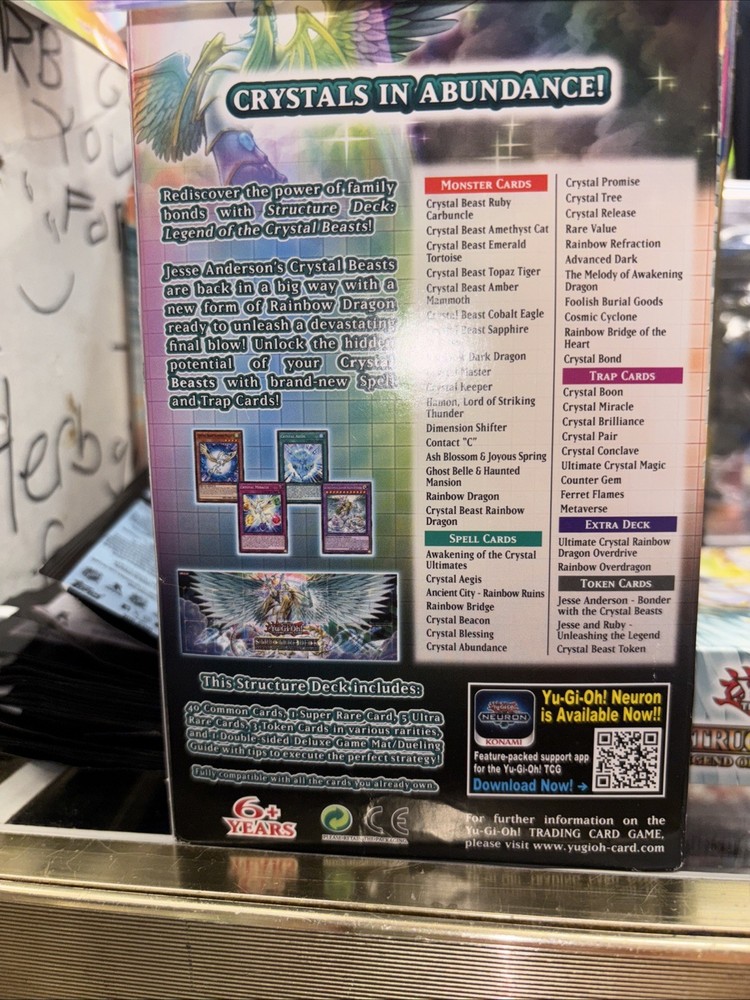 CRYSTALS IN ABUNDANCE!
Rediscover the power of family
bonds with Structure Deck:
Legend of the Crystal Beasts!
Jesse Anderson's Crystal Beasts
are back in a big way with a
new form of Rainbow Dragon
ready to unleash a devastating
final blow! Unlock the hidden
potential of your Crystal
Beasts with brand-new Spell
and Trap Cards!
MONSTER CARDS
Crystal Beast Ruby
Carbuncle
Crystal Beast Amethyst Cat
Crystal Beast Emerald
Tortoise
Crystal Beast Topaz Tiger
Crystal Beast Amber
Mammoth
Crystal Beast Cobalt Eagle
Beast Sapphire
Dark Dragon
Master
Crystal Keeper
Hamon, Lord of Striking
Thunder
Dimension Shifter
Contact "C"
Ash Blossom & Joyous Spring
Ghost Belle & Haunted
Mansion
Rainbow Dragon
Crystal Beast Rainbow
Dragon
SPELL CARDS
Awakening of the Crystal
Ultimates
Crystal Aegis
Ancient City - Rainbow Ruins
Rainbow Bridge
Crystal Beacon
Crystal Blessing
Crystal Abundance
Crystal Promise
Crystal Tree
Crystal Release
Rare Value
Rainbow Refraction
Advanced Dark
The Melody of Awakening
Dragon
Foolish Burial Goods
Cosmic Cyclone
Rainbow Bridge of the
Heart
Crystal Bond
TRAP CARDS
Crystal Boon
Crystal Miracle
Crystal Brilliance
Crystal Pair
Crystal Conclave
Ultimate Crystal Magic
Counter Gem
Ferret Flames
Metaverse
EXTRA DECK
Ultimate Crystal Rainbow
Dragon Overdrive
Rainbow Overdragon
TOKEN CARDS
Jesse Anderson - Bonder
with the Crystal Beasts
Jesse and Ruby -
Unleashing the Legend
Crystal Beast Token
Yu-Gi-Oh!
STRUCTURE DECK
This Structure Deck includes:
40 Common Cards, 1 Super Rare Card, 5 Ultra
Rare Cards, 3 Token Cards in various rarities,
and 1 Double-sided Deluxe Game Mat/Dueling
Guide with tips to execute the perfect strategy!
Fully compatible with all the cards you already own.
6+
YEARS
CE
NEURON
KONAMI
Yu-Gi-Oh! Neuron
is Available Now!!
Feature-packed support app
for the Yu-Gi-Oh! TCG
Download Now!
For further information on the
Yu-Gi-Oh! TRADING CARD GAME,
please visit www.yugioh-card.com